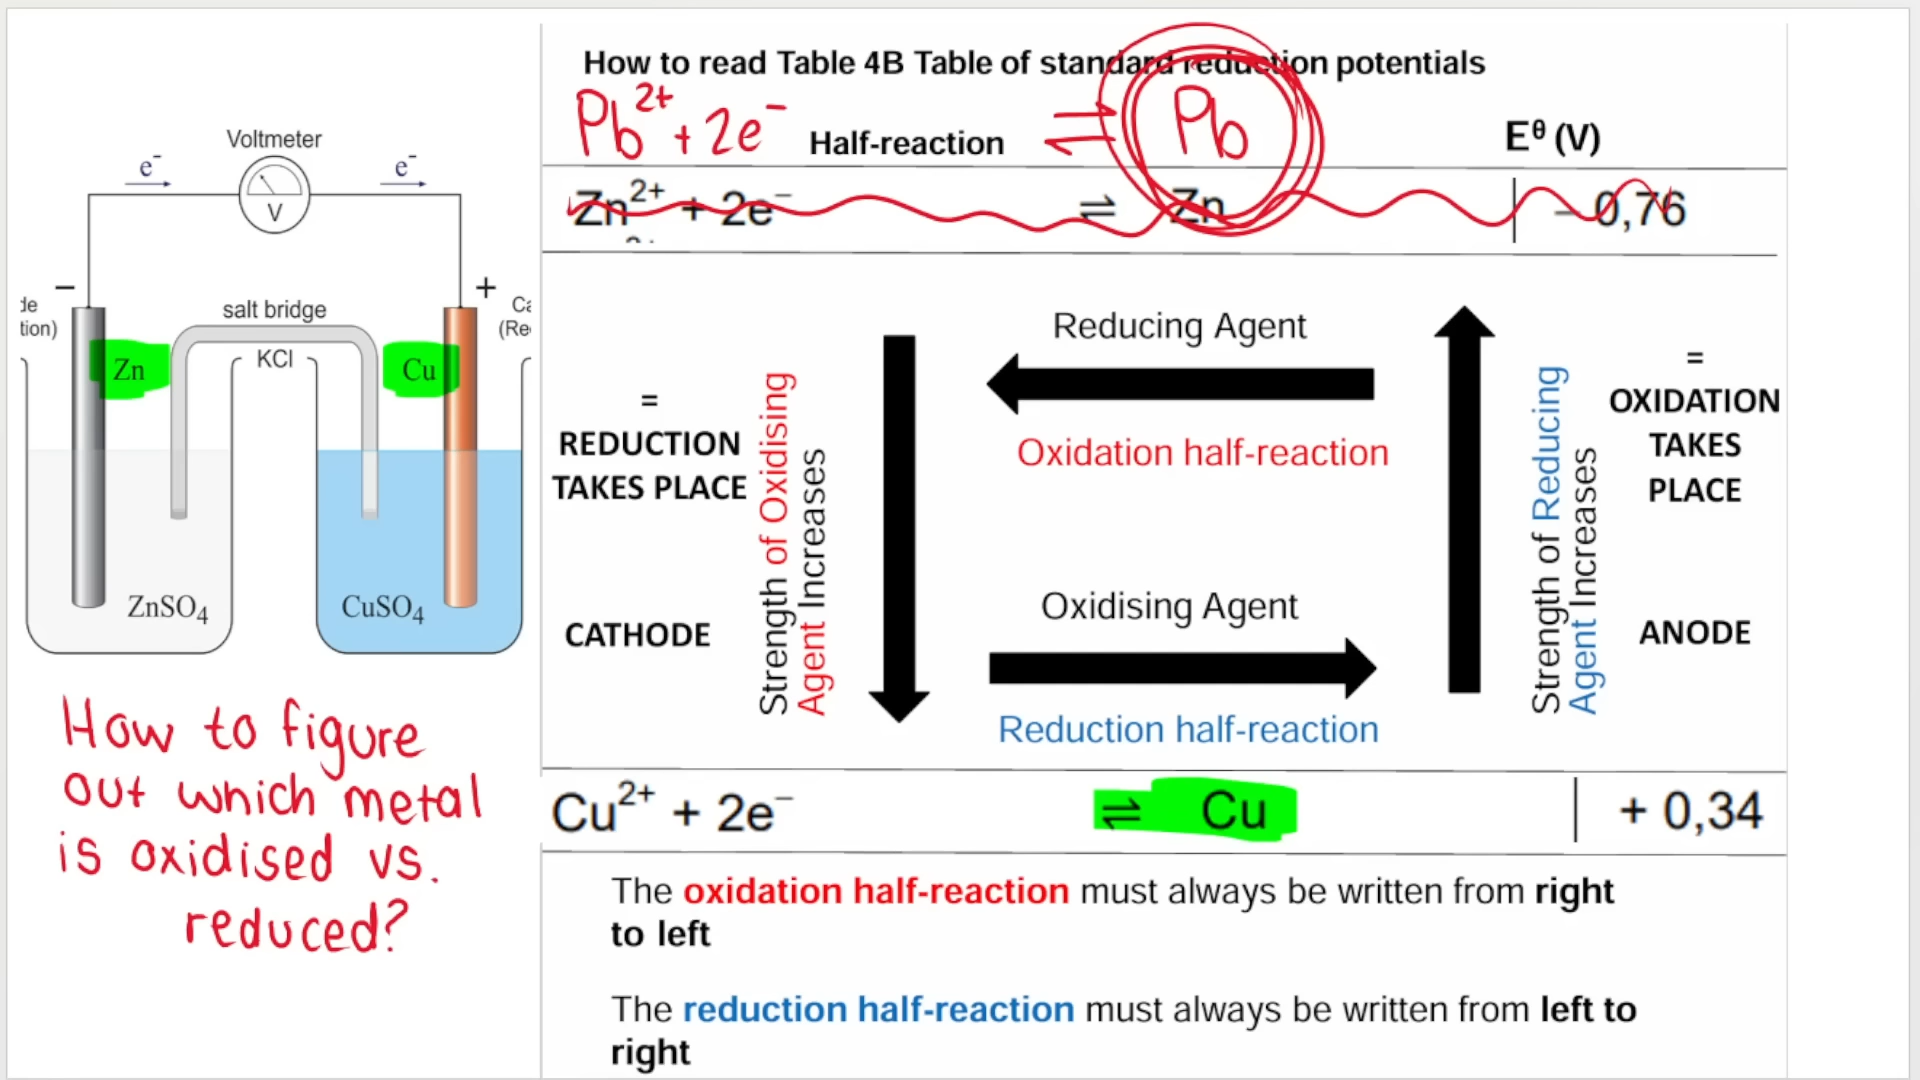 Voltmeter
e⁻
e⁻
V
−
+
de
tion)
Ca
(Re
salt bridge
KCl
Zn
Cu
ZnSO₄
CuSO₄
How to figure
out which metal
is oxidised vs.
reduced?
How to read Table 4B Table of standard reduction potentials
Pb²⁺ + 2e⁻ ⇌ Pb
Half-reaction
Eᶿ (V)
Zn²⁺ + 2e⁻ ⇌ Zn − 0,76
=
REDUCTION
TAKES PLACE
CATHODE
Strength of Oxidising
Agent Increases
Reducing Agent
Oxidation half-reaction
Oxidising Agent
Reduction half-reaction
Strength of Reducing
Agent Increases
=
OXIDATION
TAKES
PLACE
ANODE
Cu²⁺ + 2e⁻ ⇌ Cu + 0,34
The oxidation half-reaction must always be written from right
to left
The reduction half-reaction must always be written from left to
right